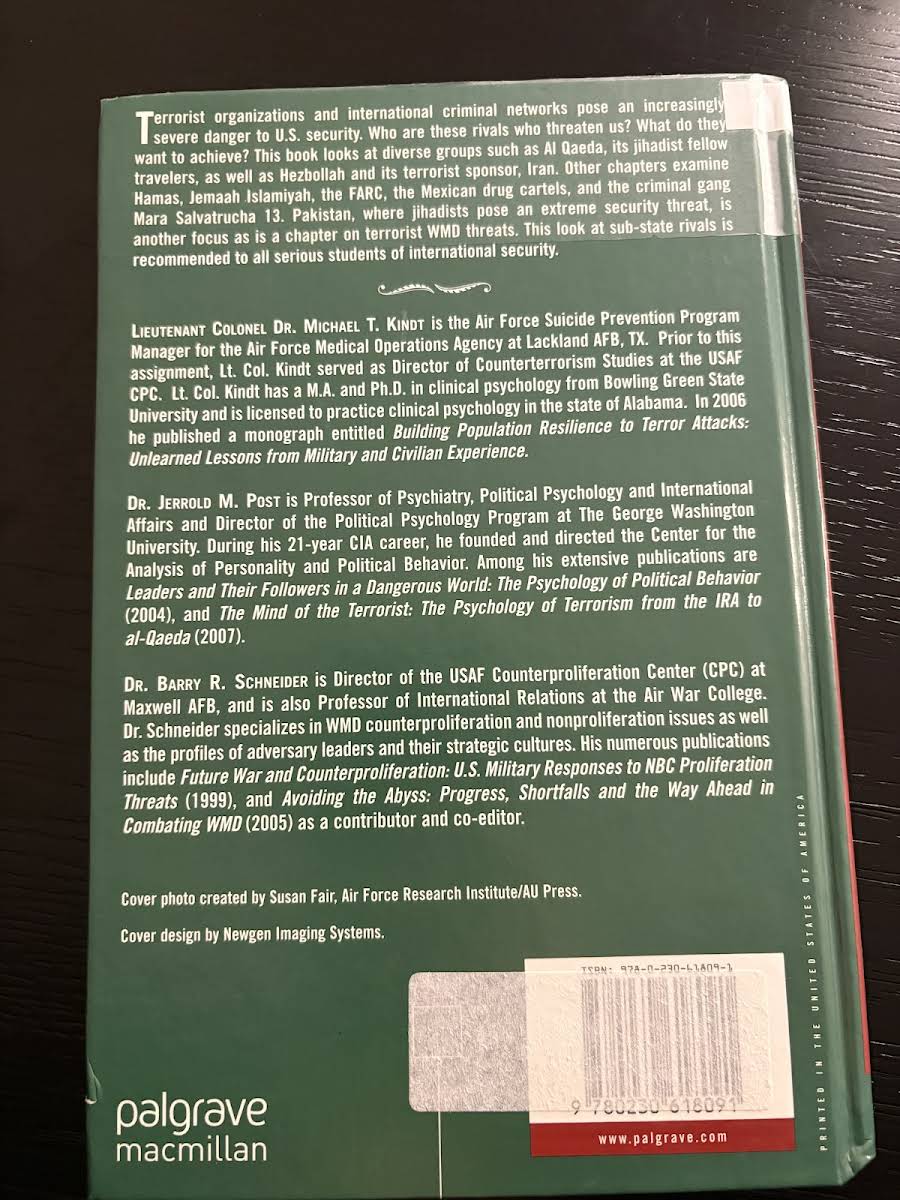 Terrorist organizations and international criminal networks pose an increasingly
severe danger to U.S. security. Who are these rivals who threaten us? What do they
want to achieve? This book looks at diverse groups such as Al Qaeda, its jihadist fellow
travelers, as well as Hezbollah and its terrorist sponsor, Iran. Other chapters examine
Hamas, Jemaah Islamiyah, the FARC, the Mexican drug cartels, and the criminal gang
Mara Salvatrucha 13. Pakistan, where jihadists pose an extreme security threat, is
another focus as is a chapter on terrorist WMD threats. This look at sub-state rivals is
recommended to all serious students of international security.
LIEUTENANT COLONEL DR. MICHAEL T. KINDT is the Air Force Suicide Prevention Program
Manager for the Air Force Medical Operations Agency at Lackland AFB, TX. Prior to this
assignment, Lt. Col. Kindt served as Director of Counterterrorism Studies at the USAF
CPC. Lt. Col. Kindt has a M.A. and Ph.D. in clinical psychology from Bowling Green State
University and is licensed to practice clinical psychology in the state of Alabama. In 2006
he published a monograph entitled Building Population Resilience to Terror Attacks:
Unlearned Lessons from Military and Civilian Experience.
DR. JERROLD M. POST is Professor of Psychiatry, Political Psychology and International
Affairs and Director of the Political Psychology Program at The George Washington
University. During his 21-year CIA career, he founded and directed the Center for the
Analysis of Personality and Political Behavior. Among his extensive publications are
Leaders and Their Followers in a Dangerous World: The Psychology of Political Behavior
(2004), and The Mind of the Terrorist: The Psychology of Terrorism from the IRA to
al-Qaeda (2007).
DR. BARRY R. SCHNEIDER is Director of the USAF Counterproliferation Center (CPC) at
Maxwell AFB, and is also Professor of International Relations at the Air War College.
Dr. Schneider specializes in WMD counterproliferation and nonproliferation issues as well
as the profiles of adversary leaders and their strategic cultures. His numerous publications
include Future War and Counterproliferation: U.S. Military Responses to NBC Proliferation
Threats (1999), and Avoiding the Abyss: Progress, Shortfalls and the Way Ahead in
Combating WMD (2005) as a contributor and co-editor.
Cover photo created by Susan Fair, Air Force Research Institute/AU Press.
Cover design by Newgen Imaging Systems.
PRINTED IN THE UNITED STATES OF AMERICA
ISBN: 978-0-230-61809-1
9 780230 618091
www.palgrave.com
palgrave
macmillan